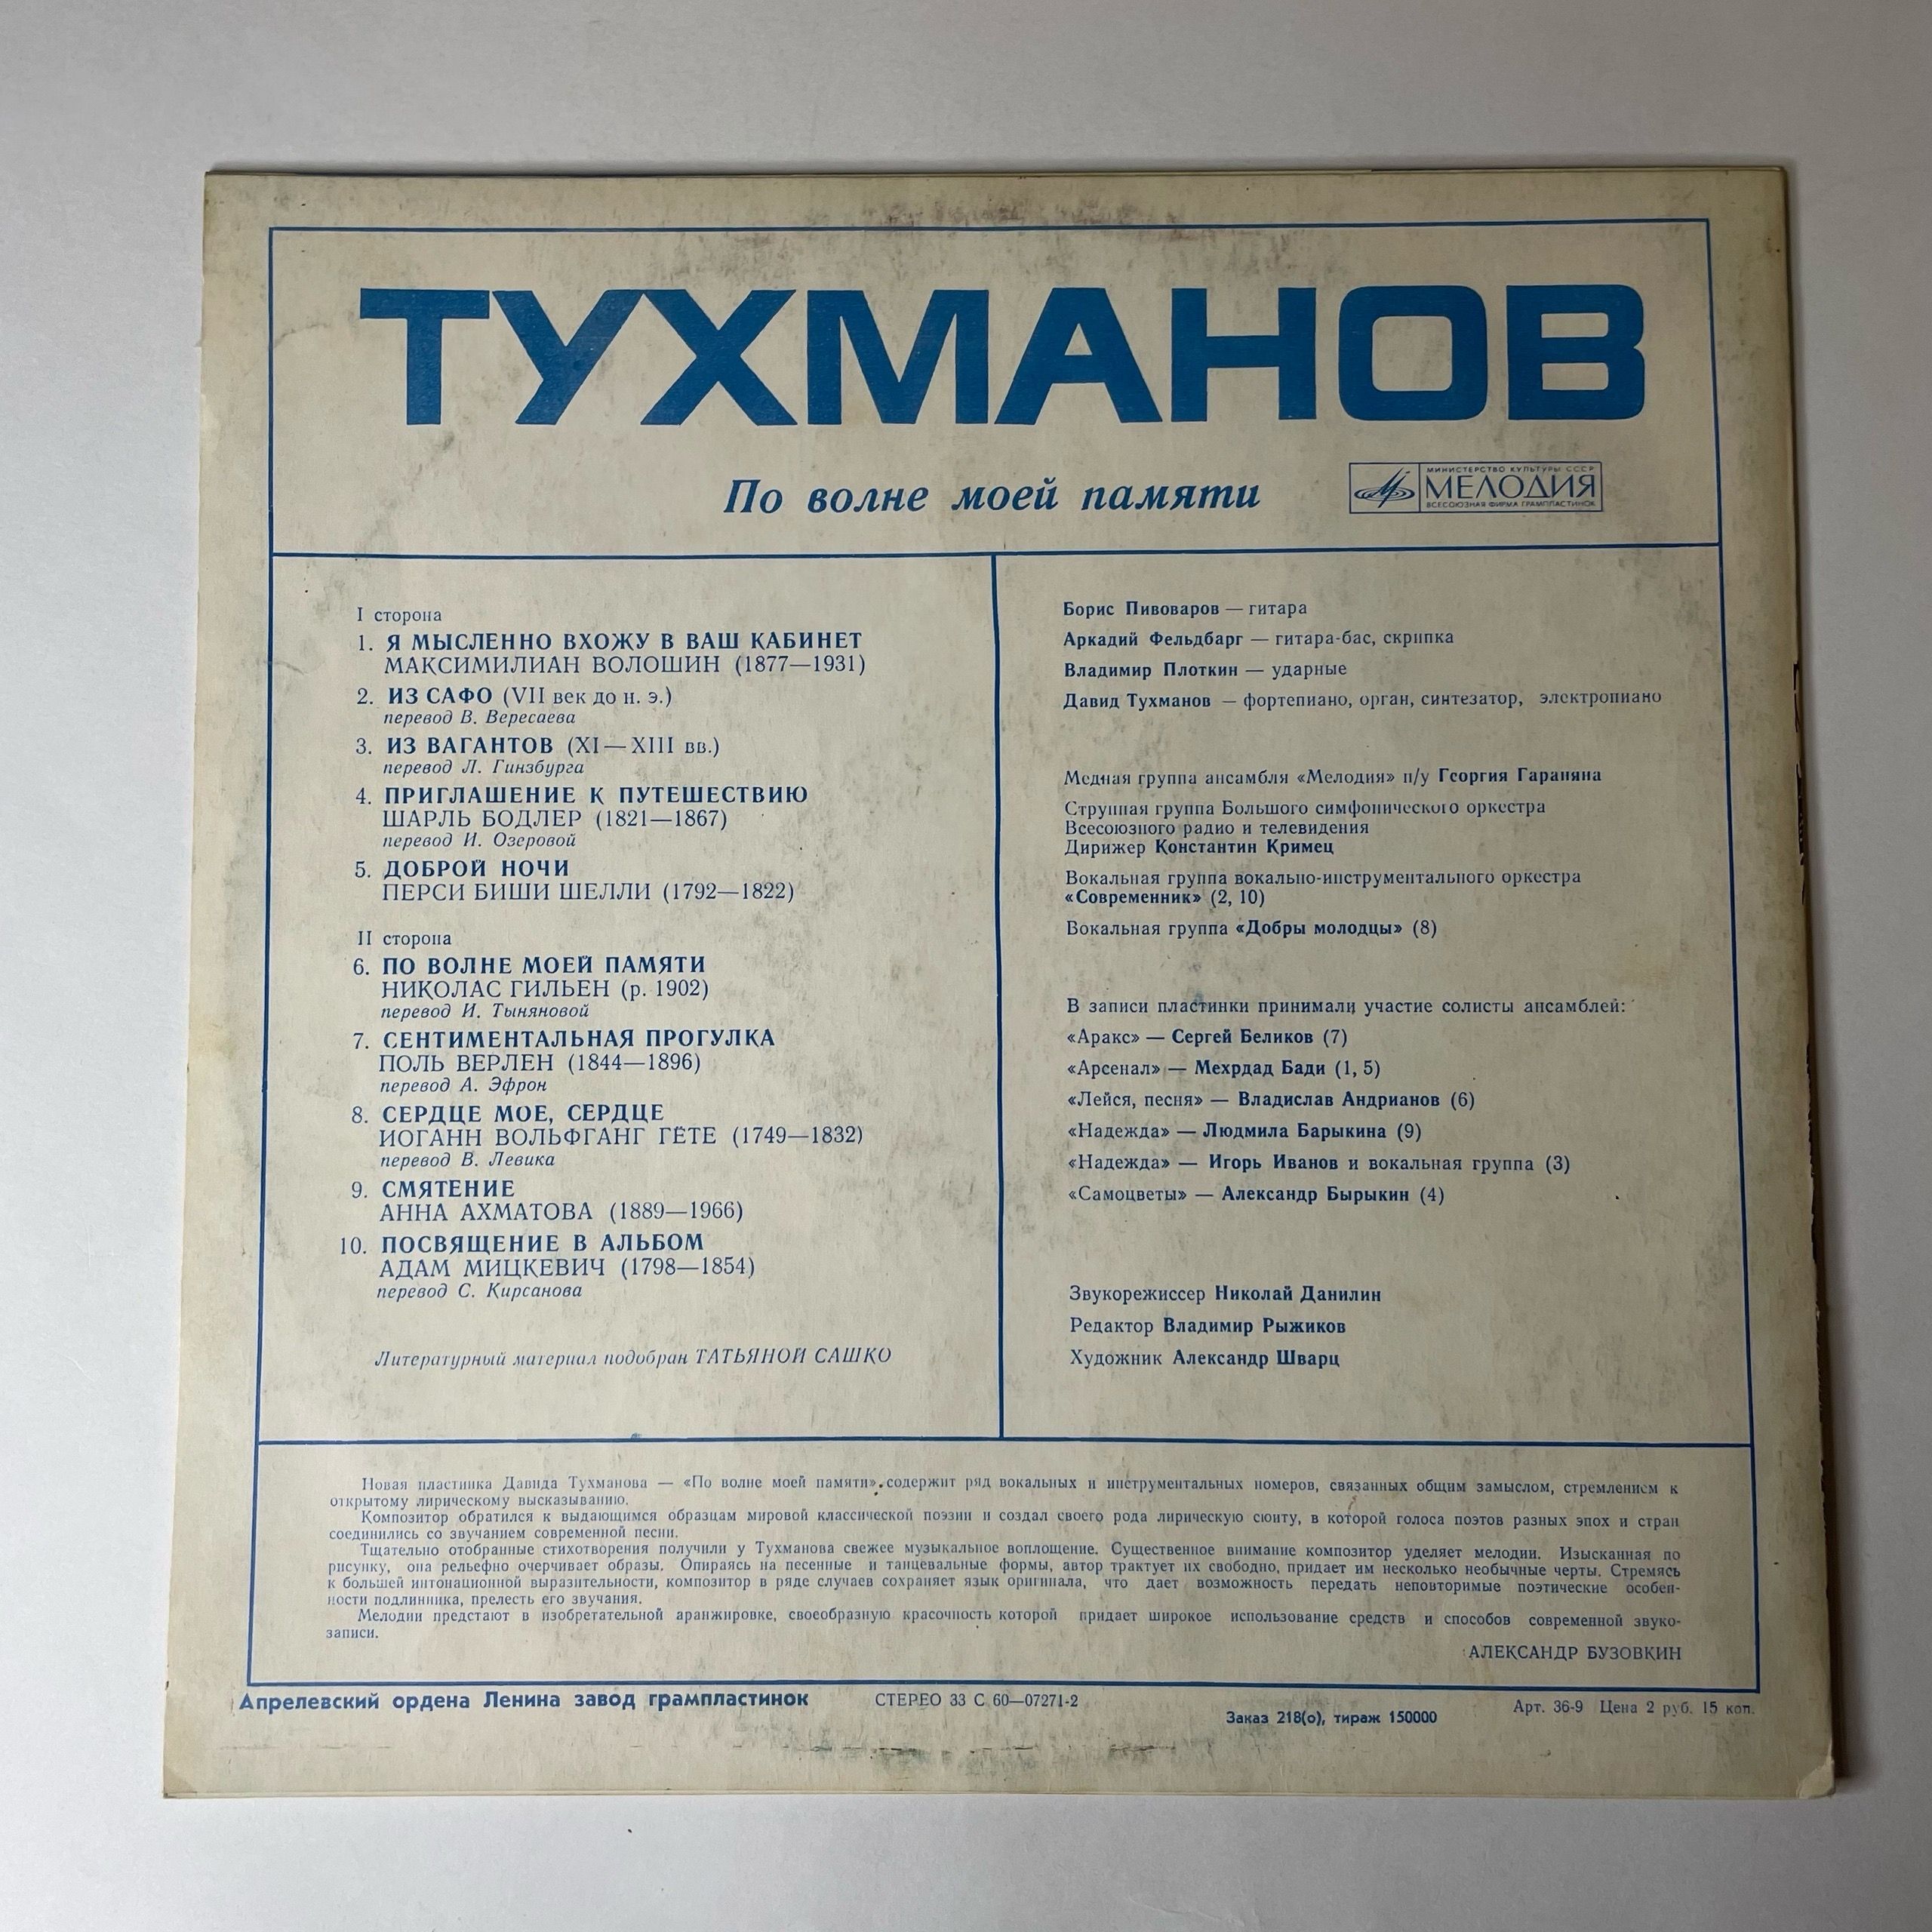 ТУХМАНОВ
По волне моей памяти
МИНИСТЕРСТВО КУЛЬТУРЫ СССР
МЕЛОДИЯ
ВСЕСОЮЗНАЯ ФИРМА ГРАМПЛАСТИНОК
I сторона
1. Я МЫСЛЕННО ВХОЖУ В ВАШ КАБИНЕТ
МАКСИМИЛИАН ВОЛОШИН (1877—1931)
2. ИЗ САФО (VII век до н. э.)
перевод В. Вересаева
3. ИЗ ВАГАНТОВ (XI—XIII вв.)
перевод Л. Гинзбурга
4. ПРИГЛАШЕНИЕ К ПУТЕШЕСТВИЮ
ШАРЛЬ БОДЛЕР (1821—1867)
перевод И. Озеровой
5. ДОБРОЙ НОЧИ
ПЕРСИ БИШИ ШЕЛЛИ (1792—1822)
II сторона
6. ПО ВОЛНЕ МОЕЙ ПАМЯТИ
НИКОЛАС ГИЛЬЕН (р. 1902)
перевод И. Тыняновой
7. СЕНТИМЕНТАЛЬНАЯ ПРОГУЛКА
ПОЛЬ ВЕРЛЕН (1844—1896)
перевод А. Эфрон
8. СЕРДЦЕ МОЕ, СЕРДЦЕ
ИОГАНН ВОЛЬФГАНГ ГЁТЕ (1749—1832)
перевод В. Левика
9. СМЯТЕНИЕ
АННА АХМАТОВА (1889—1966)
10. ПОСВЯЩЕНИЕ В АЛЬБОМ
АДАМ МИЦКЕВИЧ (1798—1854)
перевод С. Кирсанова
Литературный материал подобран ТАТЬЯНОЙ САШКО
Борис Пивоваров — гитара
Аркадий Фельдбарг — гитара-бас, скрипка
Владимир Плоткин — ударные
Давид Тухманов — фортепиано, орган, синтезатор, электропиано
Медная группа ансамбля «Мелодия» п/у Георгия Гараняна
Струнная группа Большого симфонического оркестра
Всесоюзного радио и телевидения
Дирижер Константин Кримец
Вокальная группа вокально-инструментального оркестра
«Современник» (2, 10)
Вокальная группа «Добры молодцы» (8)
В записи пластинки принимали участие солисты ансамблей:
«Аракс» — Сергей Беликов (7)
«Арсенал» — Мехрдад Бади (1, 5)
«Лейся, песня» — Владислав Андрианов (6)
«Надежда» — Людмила Барыкина (9)
«Надежда» — Игорь Иванов и вокальная группа (3)
«Самоцветы» — Александр Бырыкин (4)
Звукорежиссер Николай Данилин
Редактор Владимир Рыжиков
Художник Александр Шварц
Новая пластинка Давида Тухманова — «По волне моей памяти» содержит ряд вокальных и инструментальных номеров, связанных общим замыслом, стремлением к
открытому лирическому высказыванию.
Композитор обратился к выдающимся образцам мировой классической поэзии и создал своего рода лирическую сюиту, в которой голоса поэтов разных эпох и стран
соединились со звучанием современной песни.
Тщательно отобранные стихотворения получили у Тухманова свежее музыкальное воплощение. Существенное внимание композитор уделяет мелодии. Изысканная по
рисунку, она рельефно очерчивает образы. Опираясь на песенные и танцевальные формы, автор трактует их свободно, придает им несколько необычные черты. Стремясь
к большей интонационной выразительности, композитор в ряде случаев сохраняет язык оригинала, что дает возможность передать неповторимые поэтические особен-
ности подлинника, прелесть его звучания.
Мелодии предстают в изобретательной аранжировке, своеобразную красочность которой придает широкое использование средств и способов современной звуко-
записи.
АЛЕКСАНДР БУЗОВКИН
Апрелевский ордена Ленина завод грампластинок
СТЕРЕО 33 С 60—07271-2
Заказ 218(о), тираж 150000
Арт. 36-9 Цена 2 руб. 15 коп.